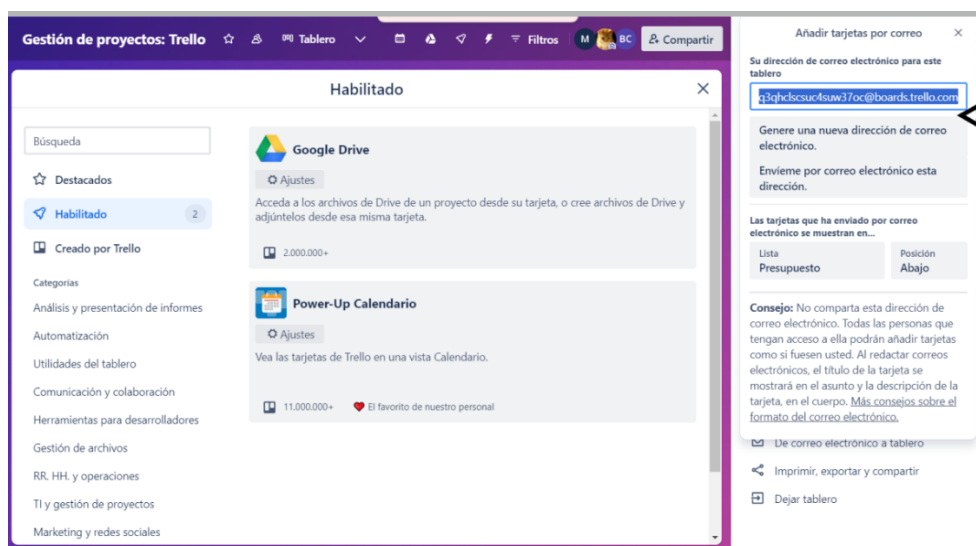 Gestión de proyectos: Trello
Tablero
Filtros
M
BC
Compartir
Habilitado
Búsqueda
Destacados
Habilitado 2
Creado por Trello
Categorías
Análisis y presentación de informes
Automatización
Utilidades del tablero
Comunicación y colaboración
Herramientas para desarrolladores
Gestión de archivos
RR. HH. y operaciones
TI y gestión de proyectos
Marketing y redes sociales
Google Drive
Ajustes
Acceda a los archivos de Drive de un proyecto desde su tarjeta, o cree archivos de Drive y
adjúntelos desde esa misma tarjeta.
2.000.000+
Power-Up Calendario
Ajustes
Vea las tarjetas de Trello en una vista Calendario.
11.000.000+ El favorito de nuestro personal
Añadir tarjetas por correo
Su dirección de correo electrónico para este
tablero
q3qhclscsuc4suw37oc@boards.trello.com
Genere una nueva dirección de correo
electrónico.
Envíeme por correo electrónico esta
dirección.
Las tarjetas que ha enviado por correo
electrónico se muestran en...
Lista
Presupuesto
Posición
Abajo
Consejo: No comparta esta dirección de
correo electrónico. Todas las personas que
tengan acceso a ella podrán añadir tarjetas
como si fuesen usted. Al redactar correos
electrónicos, el título de la tarjeta se
mostrará en el asunto y la descripción de la
tarjeta, en el cuerpo. Más consejos sobre el
formato del correo electrónico.
De correo electrónico a tablero
Imprimir, exportar y compartir
Dejar tablero